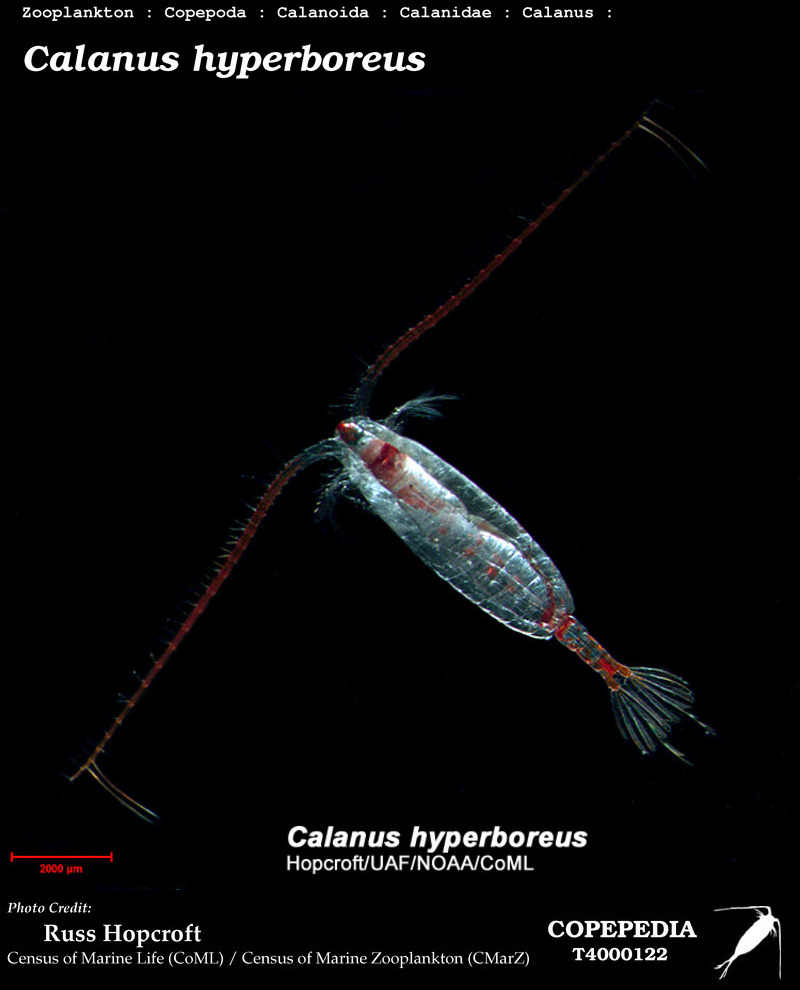 Zooplankton : Copepoda : Calanoida : Calanidae : Calanus :
Calanus hyperboreus
2000 µm
Calanus hyperboreus
Hopcroft/UAF/NOAA/CoML
Photo Credit:
Russ Hopcroft
Census of Marine Life (CoML) / Census of Marine Zooplankton (CMarZ)
COPEPEDIA
T4000122